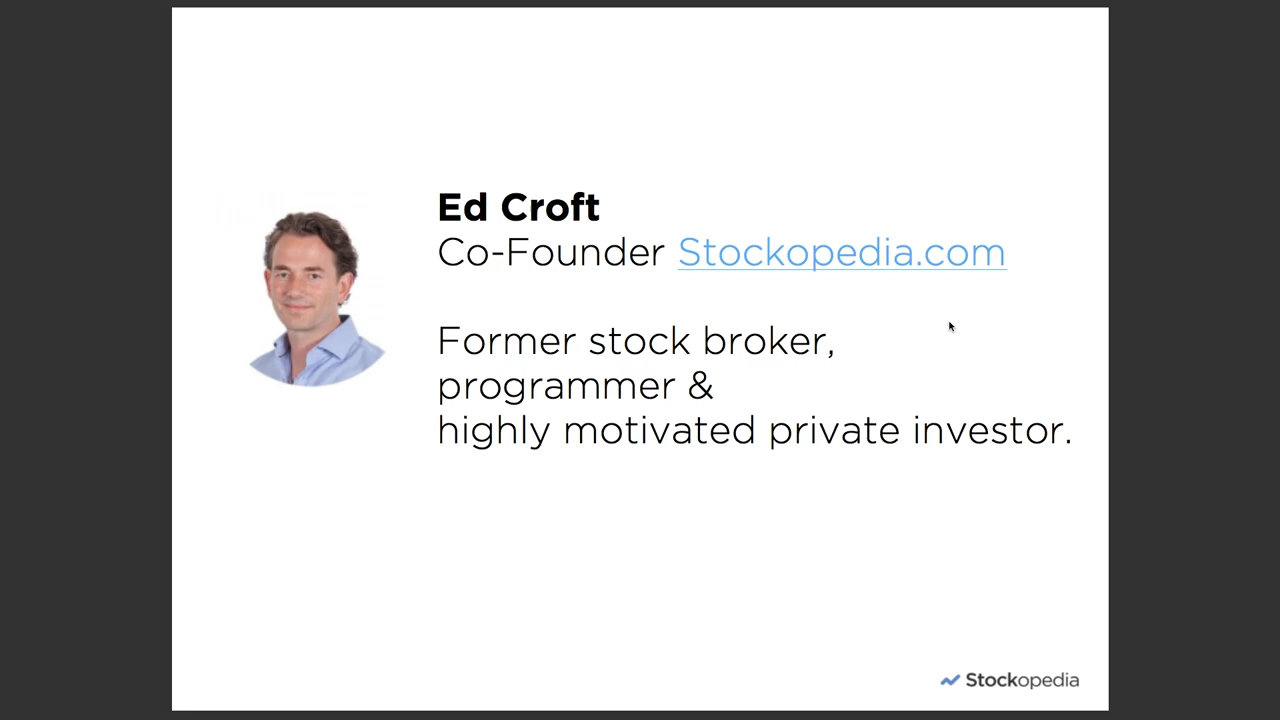 Ed Croft
Co-Founder Stockopedia.com
Former stock broker,
programmer &
highly motivated private investor.
Stockopedia